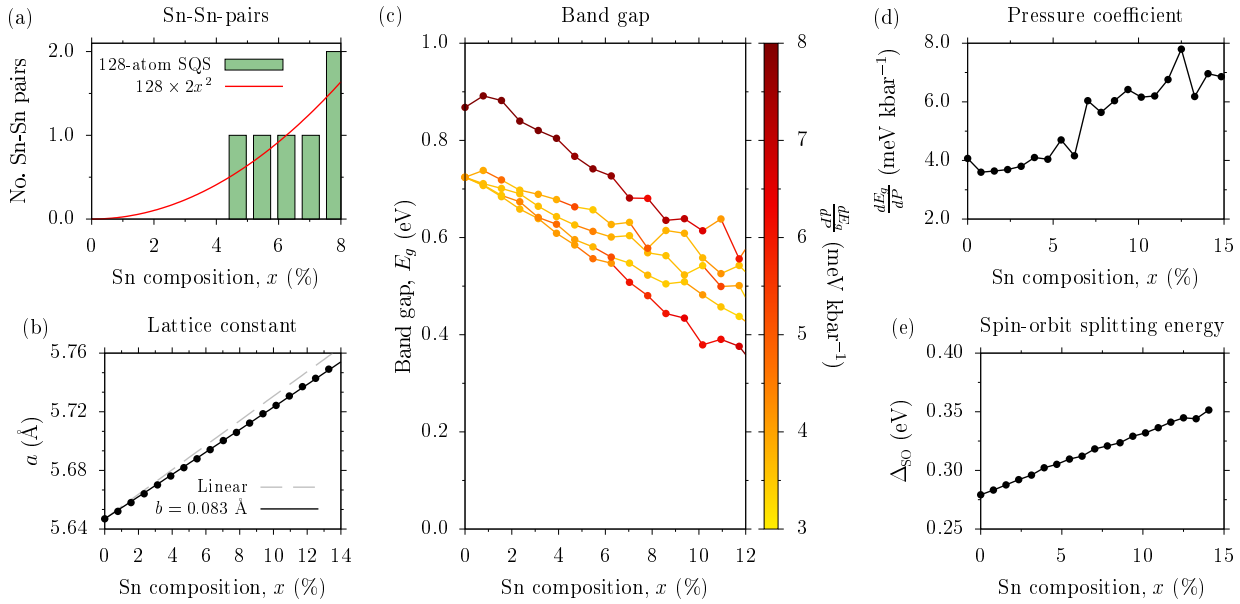 (a)
Sn-Sn-pairs
No. Sn-Sn pairs
2.0
1.0
0.0
128-atom SQS
128 × 2x²
0 2 4 6 8
Sn composition, x (%)
(b)
Lattice constant
a (Å)
5.76
5.72
5.68
5.64
Linear
b = 0.083 Å
0 2 4 6 8 10 12 14
Sn composition, x (%)
(c)
Band gap
Band gap, E_g (eV)
1.0
0.8
0.6
0.4
0.2
0.0
0 2 4 6 8 10 12
Sn composition, x (%)
8
7
6
5
4
3
dE_g/dP (meV kbar⁻¹)
(d)
Pressure coefficient
dE_g/dP (meV kbar⁻¹)
8.0
6.0
4.0
2.0
0 5 10 15
Sn composition, x (%)
(e)
Spin-orbit splitting energy
Δ_SO (eV)
0.40
0.35
0.30
0.25
0 5 10 15
Sn composition, x (%)